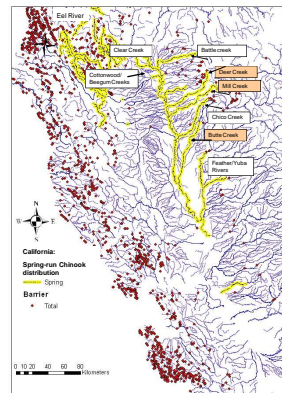 Eel River
Clear Creek
Battle creek
Cottonwood/
Beegum Creeks
Deer Creek
Mill Creek
Chico Creek
Butte Creek
Feather/Yuba
Rivers
N
W E
S
California:
Spring-run Chinook
distribution
Spring
Barrier
Total
0 10 20 40 60 80
Kilometers